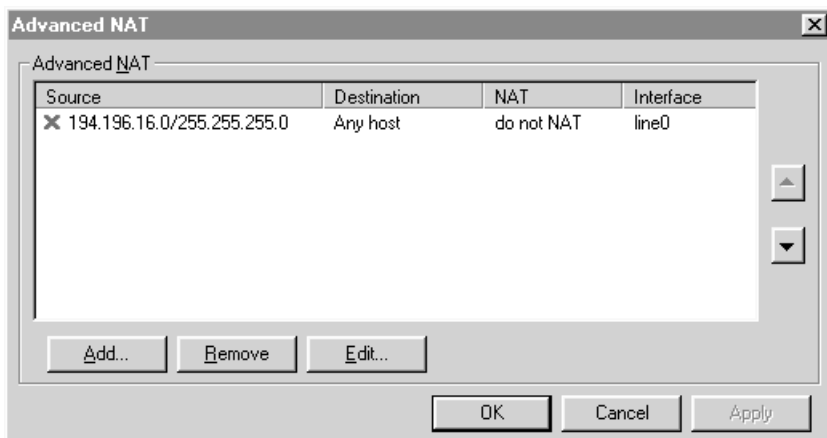 Advanced NAT
Advanced NAT
Source Destination NAT Interface
194.196.16.0/255.255.255.0 Any host do not NAT line0
Add... Remove Edit...
OK Cancel Apply